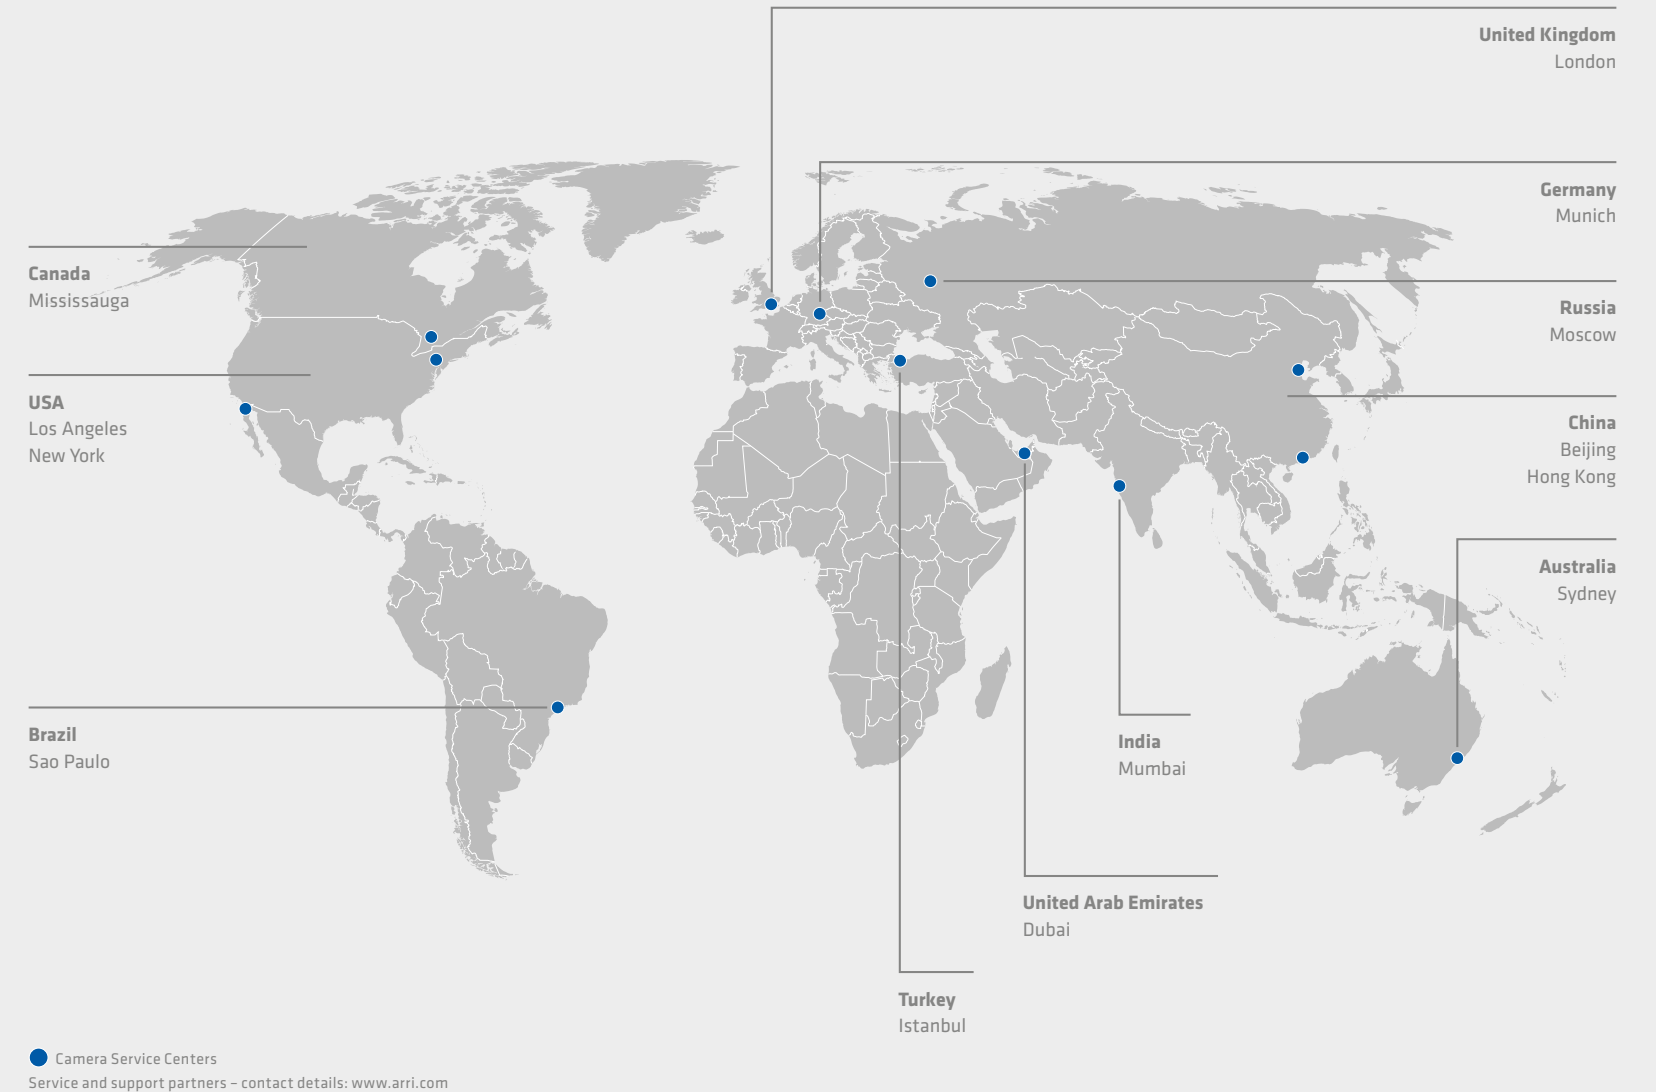 United Kingdom
London
Germany
Munich
Canada
Mississauga
Russia
Moscow
USA
Los Angeles
New York
China
Beijing
Hong Kong
Australia
Sydney
Brazil
Sao Paulo
India
Mumbai
United Arab Emirates
Dubai
Turkey
Istanbul
Camera Service Centers
Service and support partners – contact details: www.arri.com